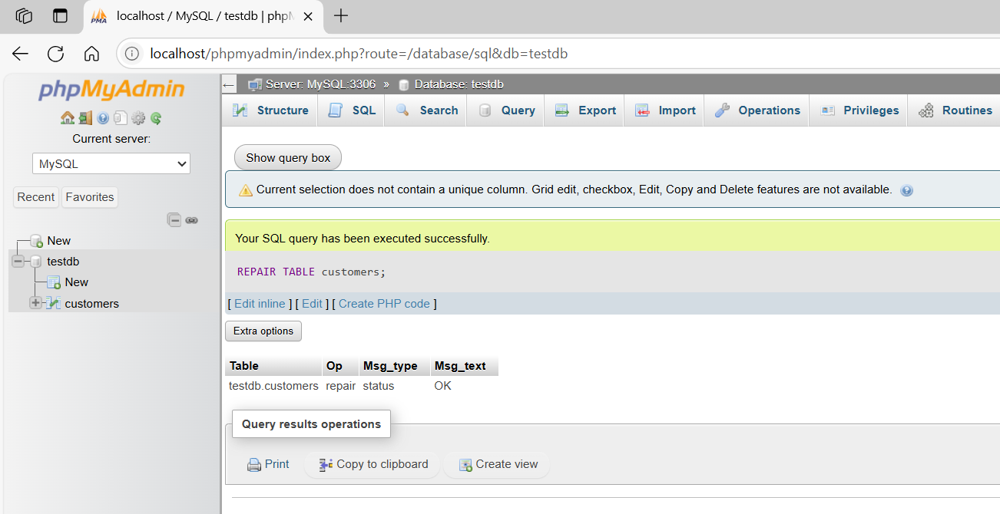 localhost / MySQL / testdb | phpM
localhost/phpmyadmin/index.php?route=/database/sql&db=testdb
phpMyAdmin
Current server:
MySQL
Recent Favorites
New
testdb
New
customers
Server: MySQL:3306 » Database: testdb
Structure SQL Search Query Export Import Operations Privileges Routines
Show query box
Current selection does not contain a unique column. Grid edit, checkbox, Edit, Copy and Delete features are not available.
Your SQL query has been executed successfully.
REPAIR TABLE customers;
[ Edit inline ] [ Edit ] [ Create PHP code ]
Extra options
Table Op Msg_type Msg_text
testdb.customers repair status OK
Query results operations
Print Copy to clipboard Create view